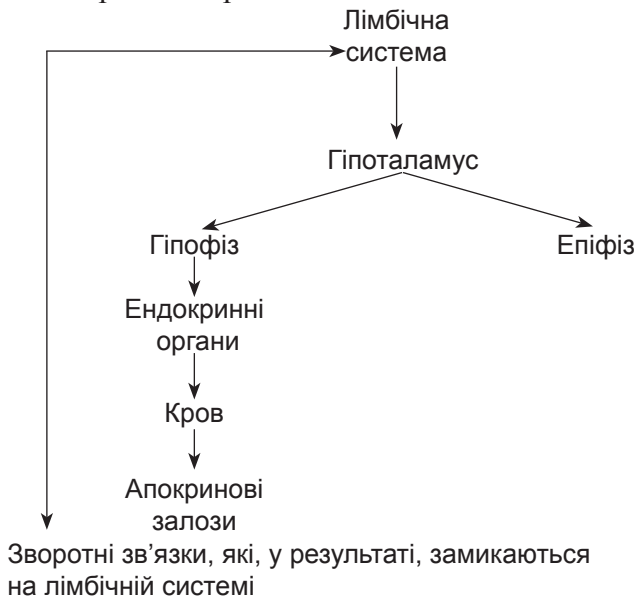 Лімбічна
система
Гіпоталамус
Гіпофіз
Епіфіз
Ендокринні
органи
Кров
Апокринові
залози
Зворотні зв'язки, які, у результаті, замикаються
на лімбічній системі